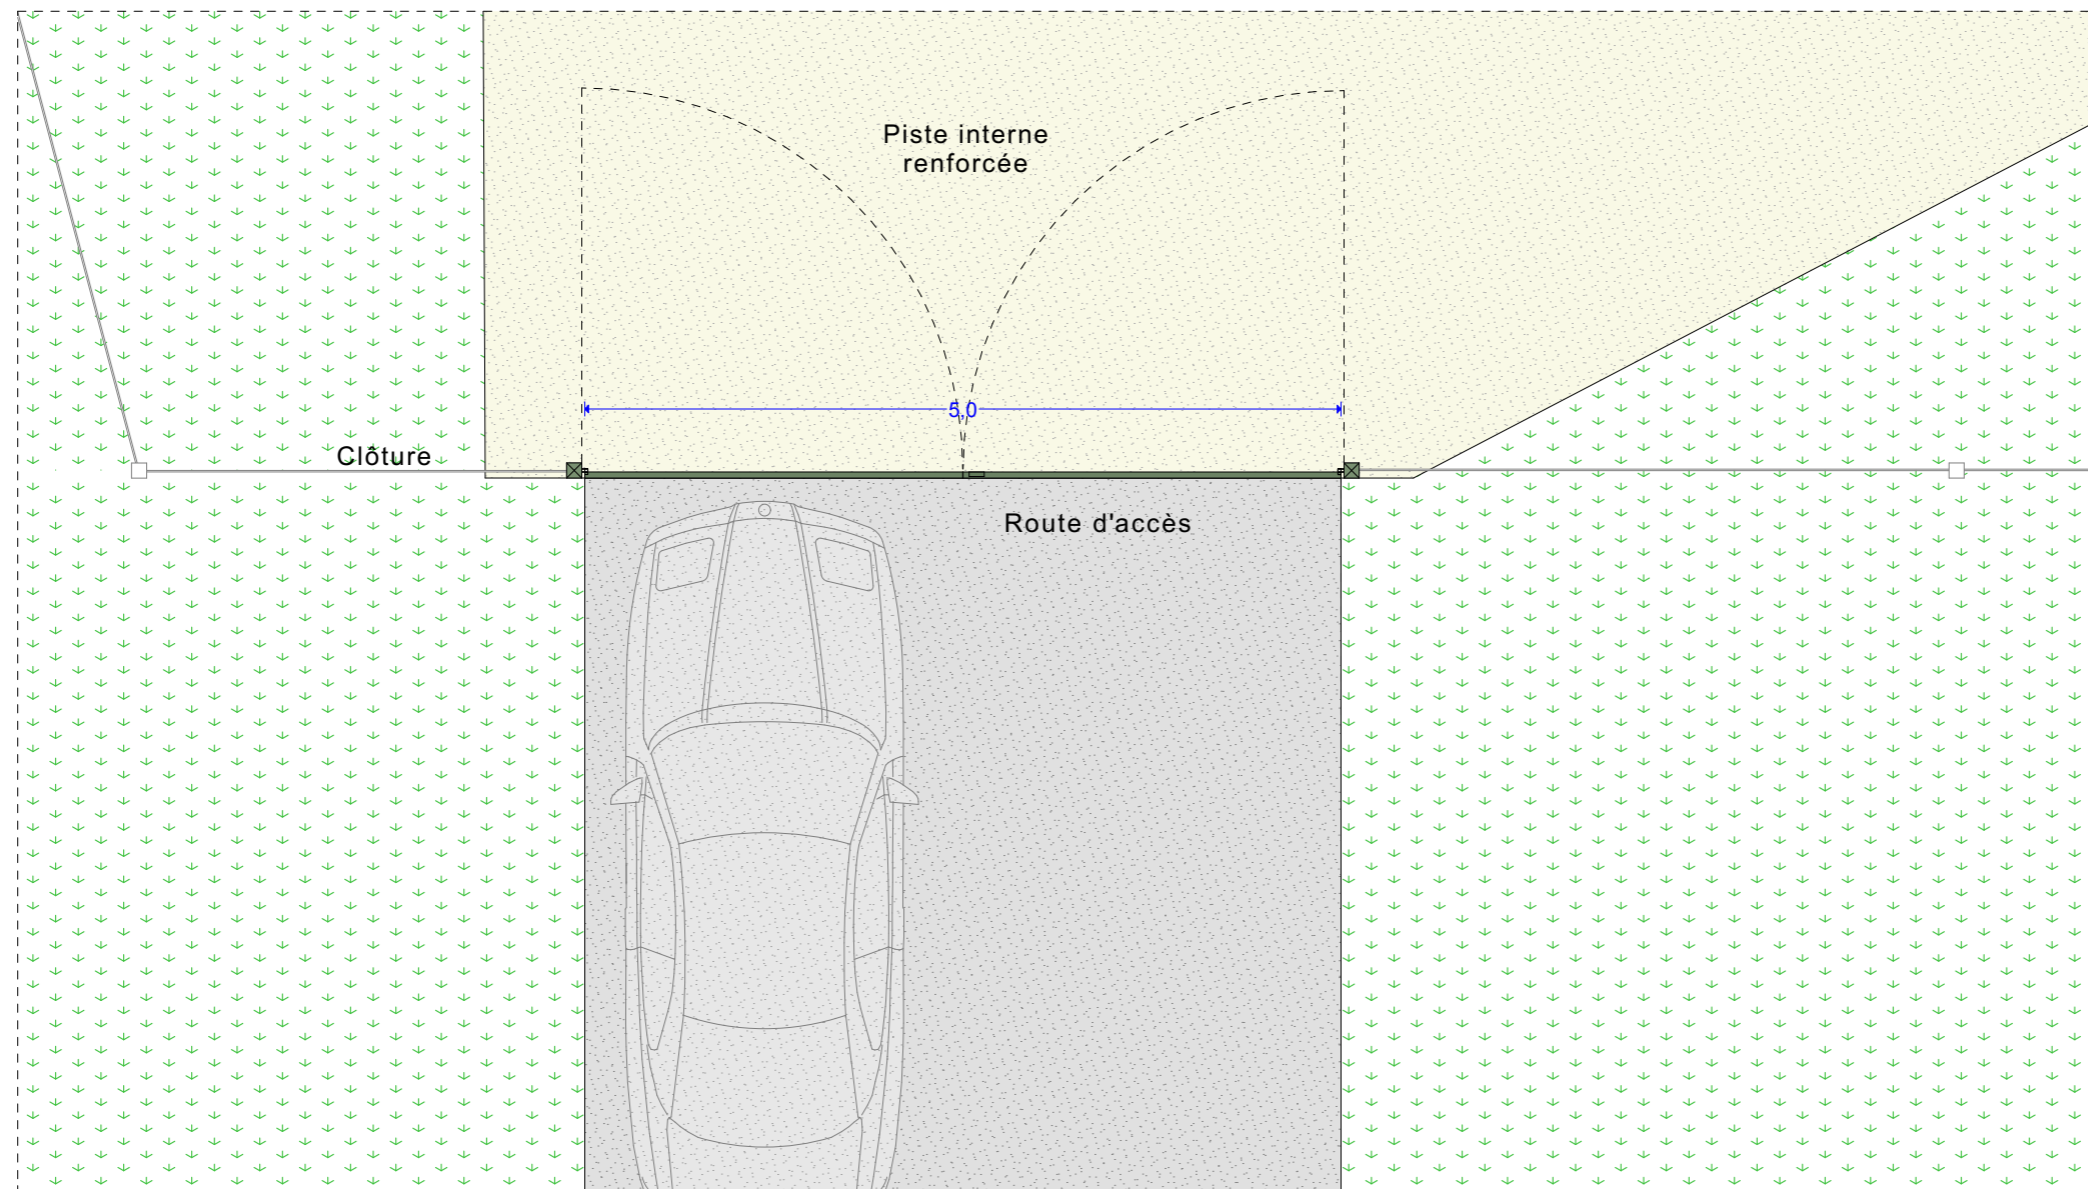 Piste interne
renforcée
5,0
Clôture
Route d'accès